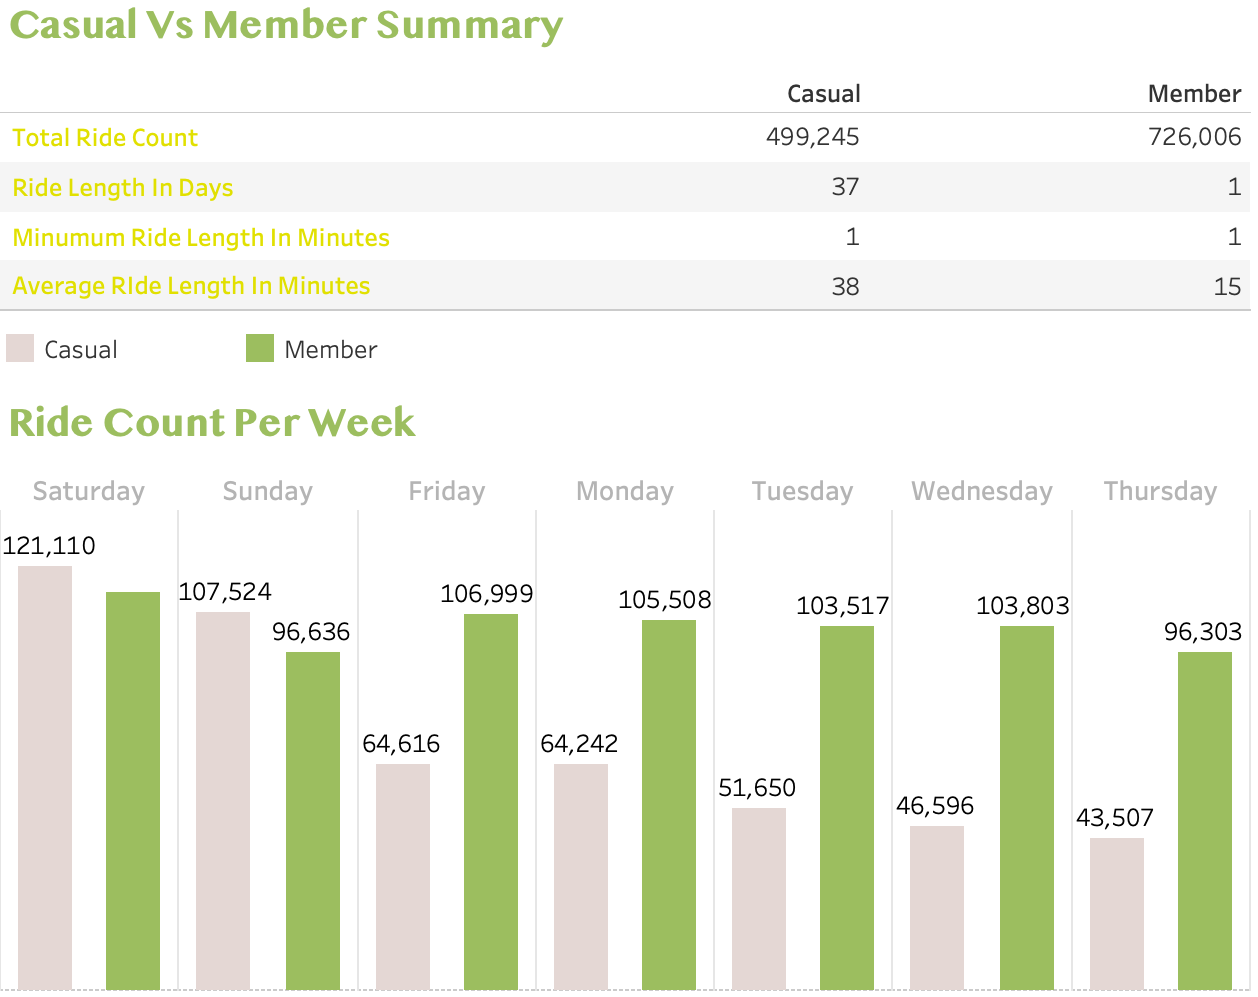 Casual Vs Member Summary
Casual Member
Total Ride Count 499,245 726,006
Ride Length In Days 37 1
Minumum Ride Length In Minutes 1 1
Average RIde Length In Minutes 38 15
Casual Member
Ride Count Per Week
Saturday Sunday Friday Monday Tuesday Wednesday Thursday
121,110
107,524 106,999 105,508 103,517 103,803
96,636 96,303
64,616 64,242
51,650
46,596
43,507